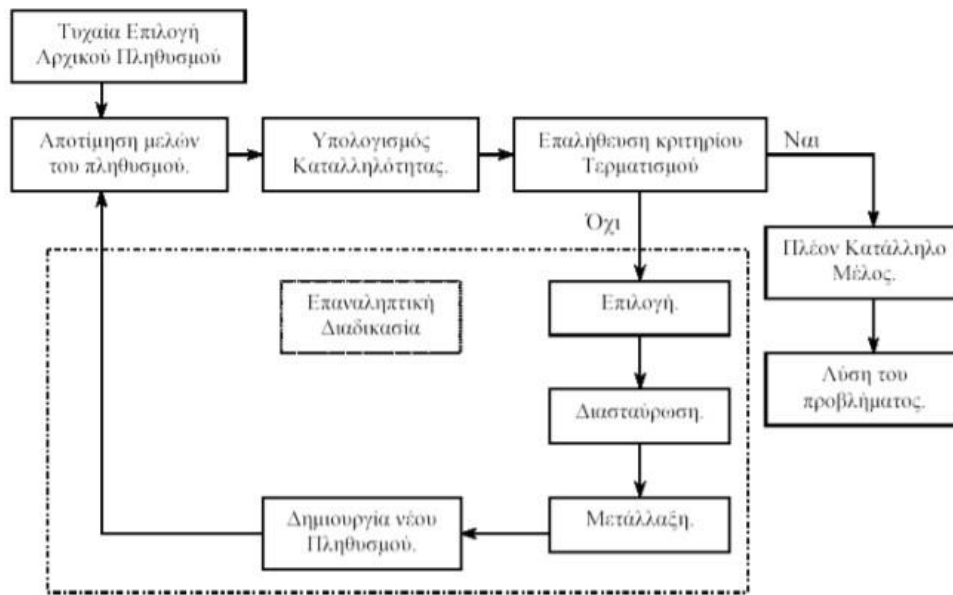 Τυχαία Επιλογή
Αρχικού Πληθυσμού
Αποτίμηση μελών
του πληθυσμού.
Υπολογισμός
Καταλληλότητας.
Επαλήθευση κριτηρίου
Τερματισμού
Ναι
Όχι
Πλέον Κατάλληλο
Μέλος.
Λύση του
προβλήματος.
Επαναληπτική
Διαδικασία
Επιλογή.
Διασταύρωση.
Μετάλλαξη.
Δημιουργία νέου
Πληθυσμού.